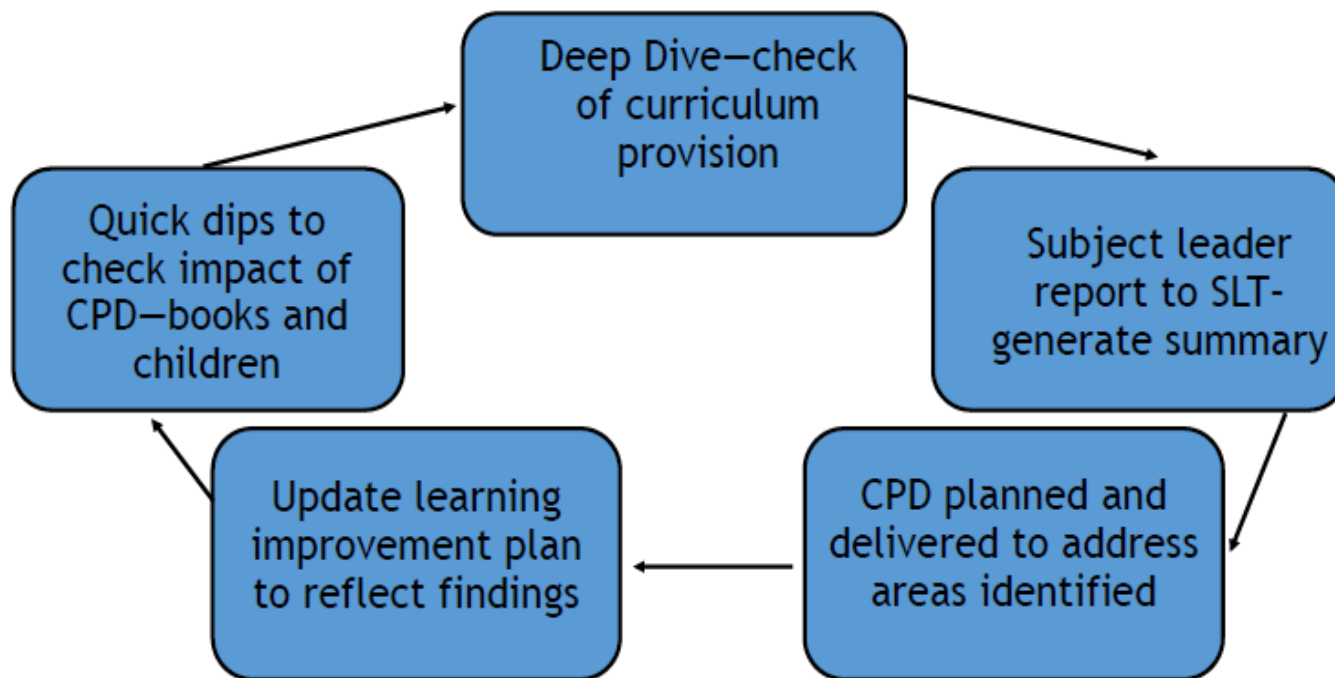 Deep Dive—check
of curriculum
provision
Subject leader
report to SLT-
generate summary
CPD planned and
delivered to address
areas identified
Update learning
improvement plan
to reflect findings
Quick dips to
check impact of
CPD—books and
children